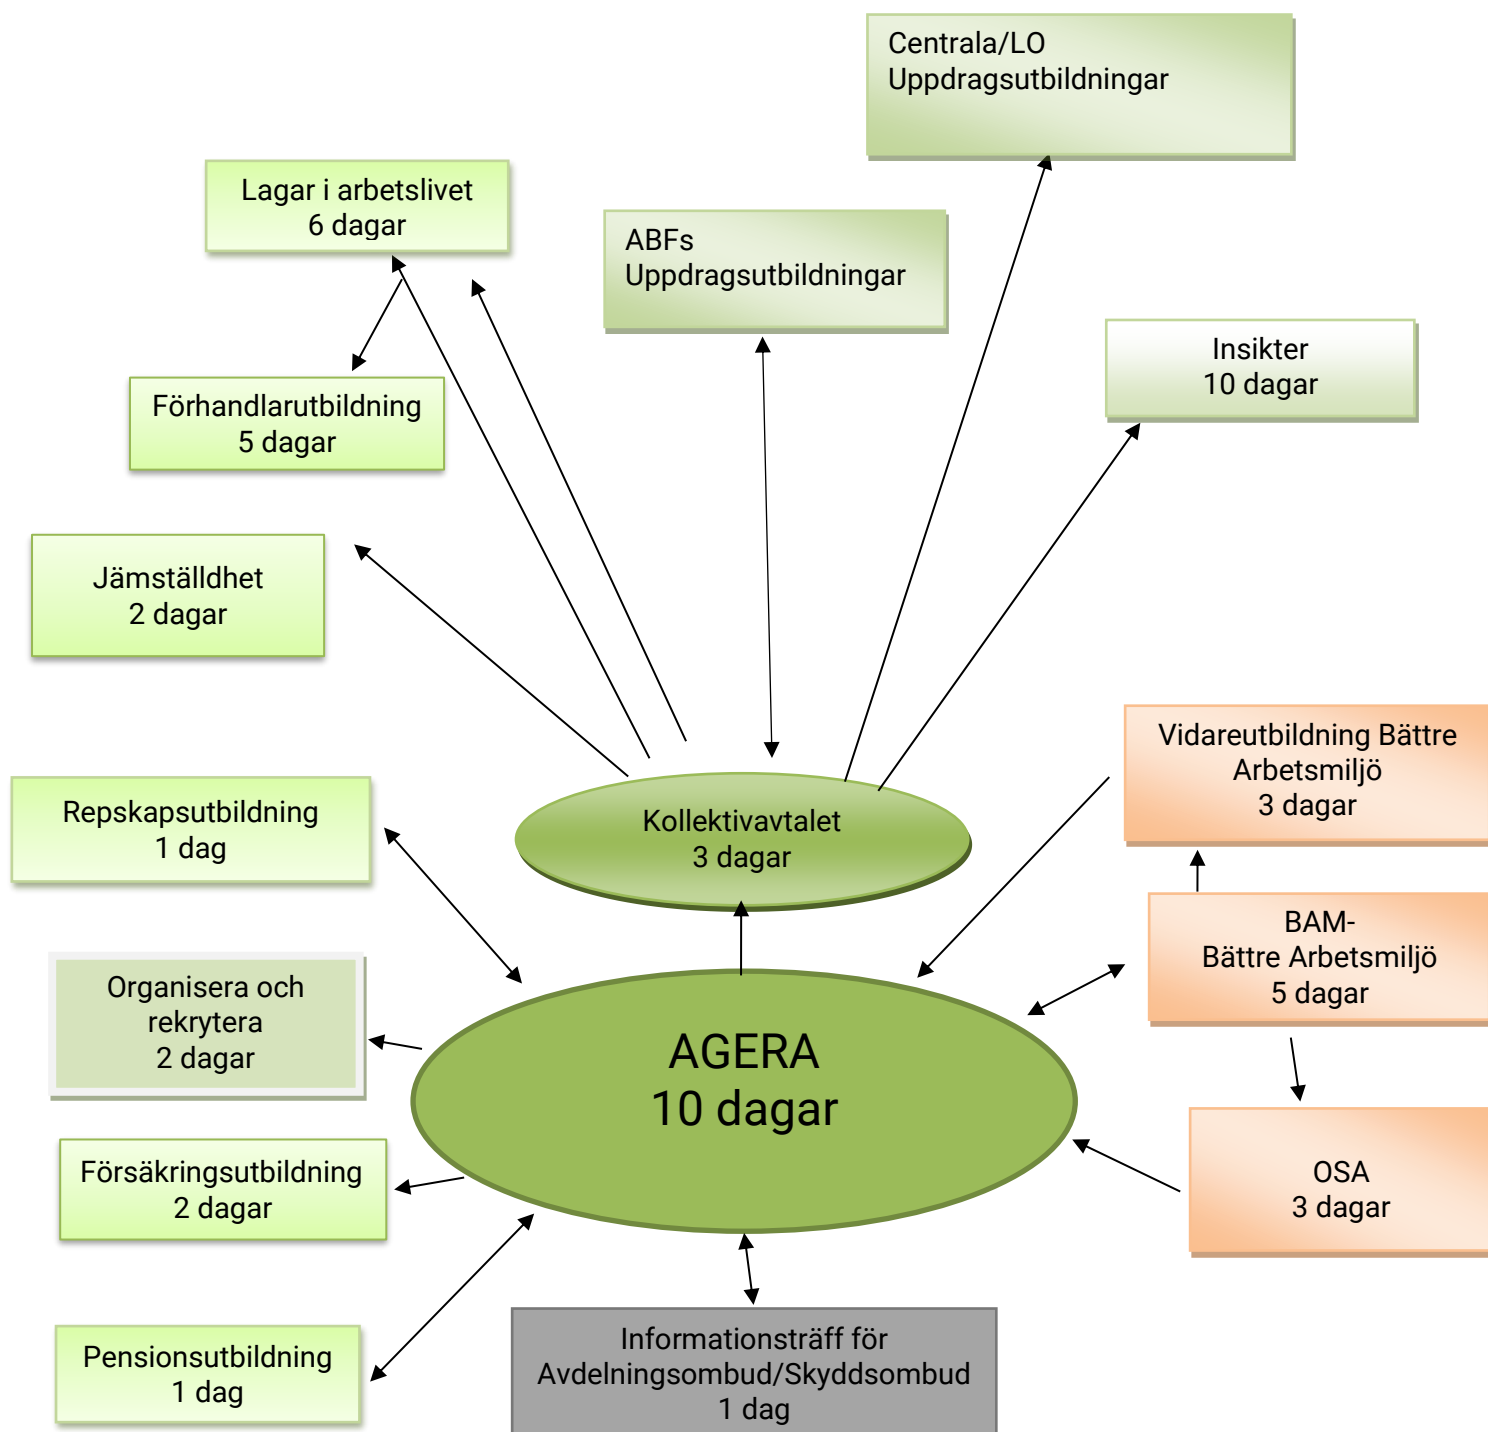 Centrala/LO
Uppdragsutbildningar
Lagar i arbetslivet
6 dagar
ABFs
Uppdragsutbildningar
Insikter
10 dagar
Förhandlarutbildning
5 dagar
Jämställdhet
2 dagar
Vidareutbildning Bättre
Arbetsmiljö
3 dagar
Repskapsutbildning
1 dag
Kollektivavtalet
3 dagar
BAM-
Bättre Arbetsmiljö
5 dagar
Organisera och
rekrytera
2 dagar
AGERA
10 dagar
Försäkringsutbildning
2 dagar
OSA
3 dagar
Pensionsutbildning
1 dag
Informationsträff för
Avdelningsombud/Skyddsombud
1 dag